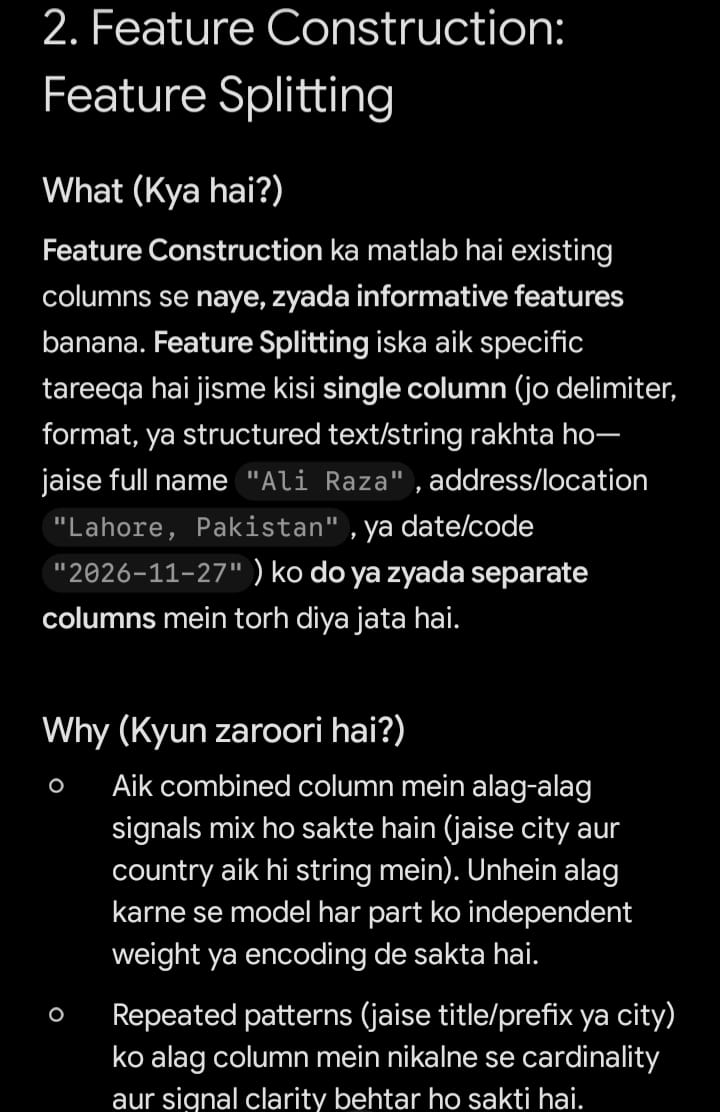 2. Feature Construction:
Feature Splitting
What (Kya hai?)
Feature Construction ka matlab hai existing
columns se naye, zyada informative features
banana. Feature Splitting iska aik specific
tareeqa hai jisme kisi single column (jo delimiter,
format, ya structured text/string rakhta ho—
jaise full name "Ali Raza", address/location
"Lahore, Pakistan", ya date/code
"2026-11-27") ko do ya zyada separate
columns mein torh diya jata hai.
Why (Kyun zaroori hai?)
Aik combined column mein alag-alag
signals mix ho sakte hain (jaise city aur
country aik hi string mein). Unhein alag
karne se model har part ko independent
weight ya encoding de sakta hai.
Repeated patterns (jaise title/prefix ya city)
ko alag column mein nikalne se cardinality
aur signal clarity behtar ho sakti hai.